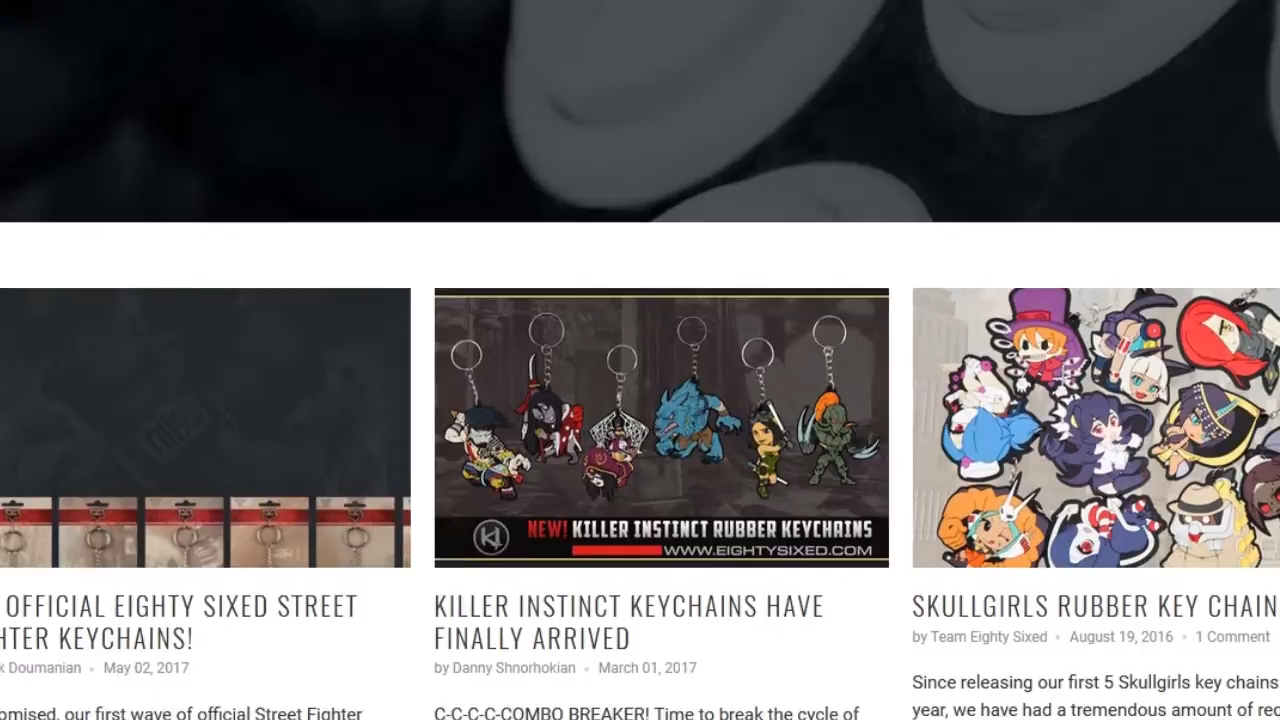 OFFICIAL EIGHTY SIXED STREET
HTER KEYCHAINS!
k Doumanian • May 02, 2017
omised, our first wave of official Street Fighter
NEW! KILLER INSTINCT RUBBER KEYCHAINS
WWW.EIGHTYSIXED.COM
KILLER INSTINCT KEYCHAINS HAVE
FINALLY ARRIVED
by Danny Shnorhokian • March 01, 2017
C-C-C-C-COMBO BREAKER! Time to break the cycle of
SKULLGIRLS RUBBER KEY CHAIN
by Team Eighty Sixed • August 19, 2016 • 1 Comment
Since releasing our first 5 Skullgirls key chains
year, we have had a tremendous amount of req